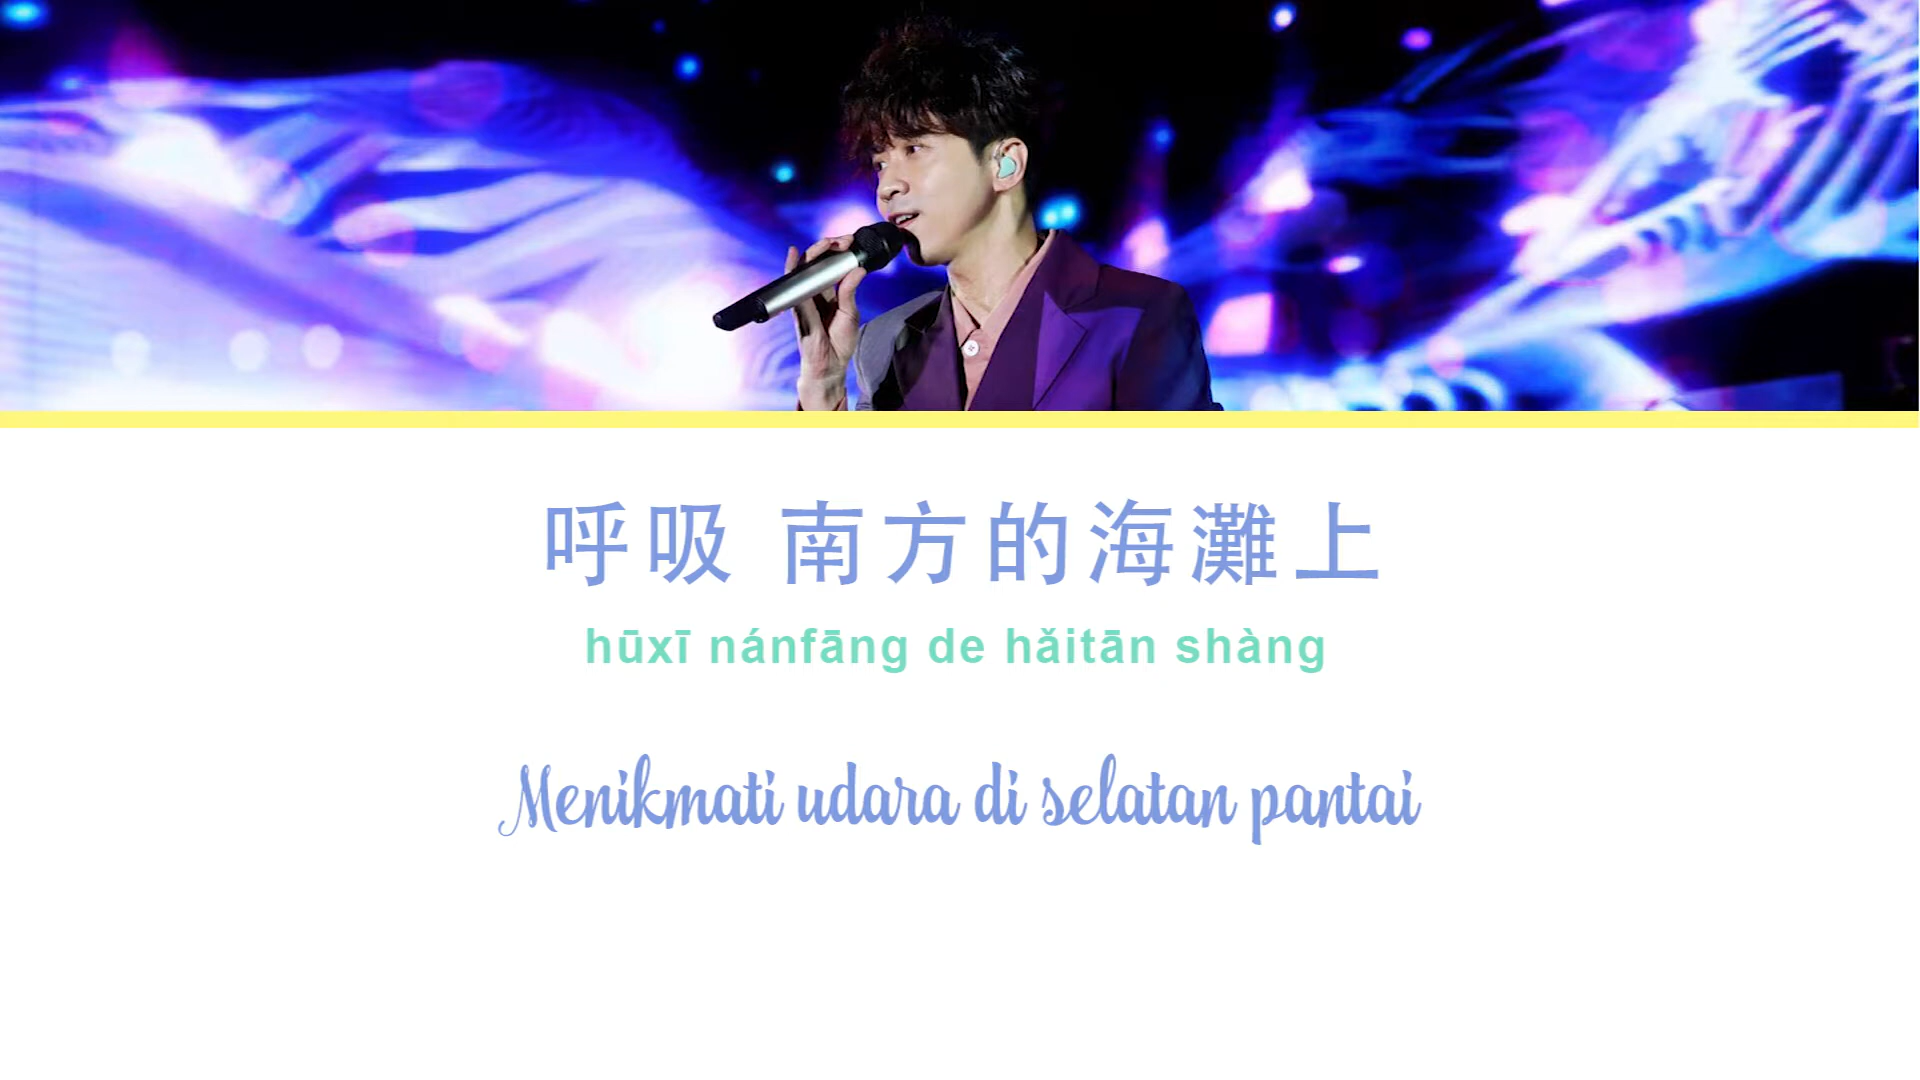 呼吸 南方的海灘上
hūxī nánfāng de hǎitān shàng
Menikmati udara di selatan pantai